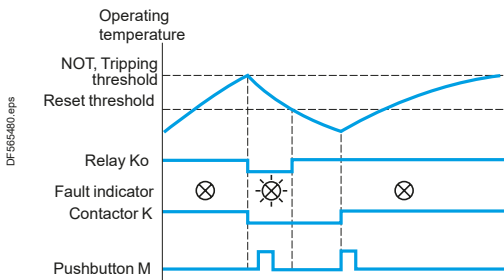 Operating
temperature
NOT, Tripping
threshold
Reset threshold
DF565480.eps
Relay Ko
Fault indicator
Contactor K
Pushbutton M